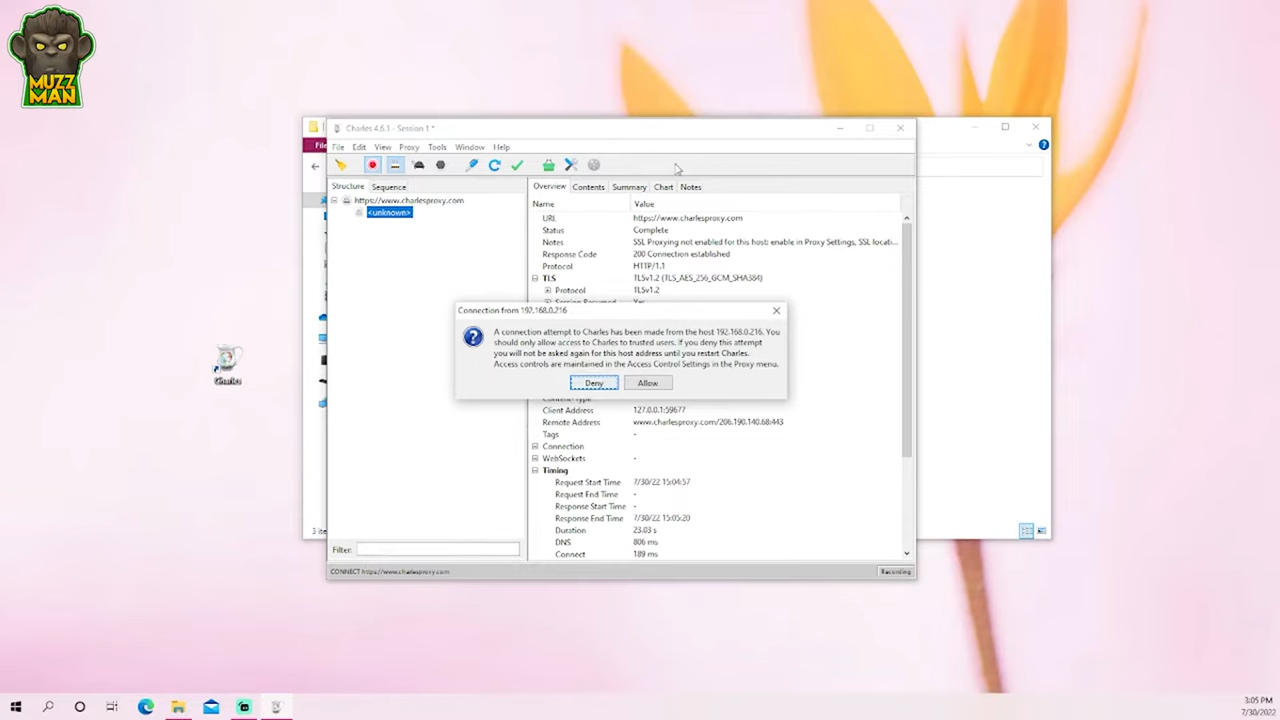 MUZZ
MAN
Charles 4.6.1 - Session 1 *
File Edit View Proxy Tools Window Help
Structure Sequence
https://www.charlesproxy.com
<unknown>
Overview Contents Summary Chart Notes
Name Value
URL https://www.charlesproxy.com
Status Complete
Notes SSL Proxying not enabled for this host: enable in Proxy Settings, SSL locati...
Response Code 200 Connection established
Protocol HTTP/1.1
TLS TLSv1.2 (TLS_AES_256_GCM_SHA384)
Protocol TLSv1.2
Session Resumed Yes
Connection from 192.168.0.216
A connection attempt to Charles has been made from the host 192.168.0.216. You
should only allow access to Charles to trusted users. If you deny this attempt
you will not be asked again for this host address until you restart Charles.
Access controls are maintained in the Access Control Settings in the Proxy menu.
Deny Allow
Charles
Content-Type
Client Address 127.0.0.1:59677
Remote Address www.charlesproxy.com/206.190.140.68:443
Tags -
Connection
WebSockets -
Timing
Request Start Time 7/30/22 15:04:57
Request End Time -
Response Start Time -
Response End Time 7/30/22 15:05:20
Duration 23.03 s
DNS 806 ms
Connect 189 ms
Filter:
CONNECT https://www.charlesproxy.com
Recording
3:05 PM
7/30/2022